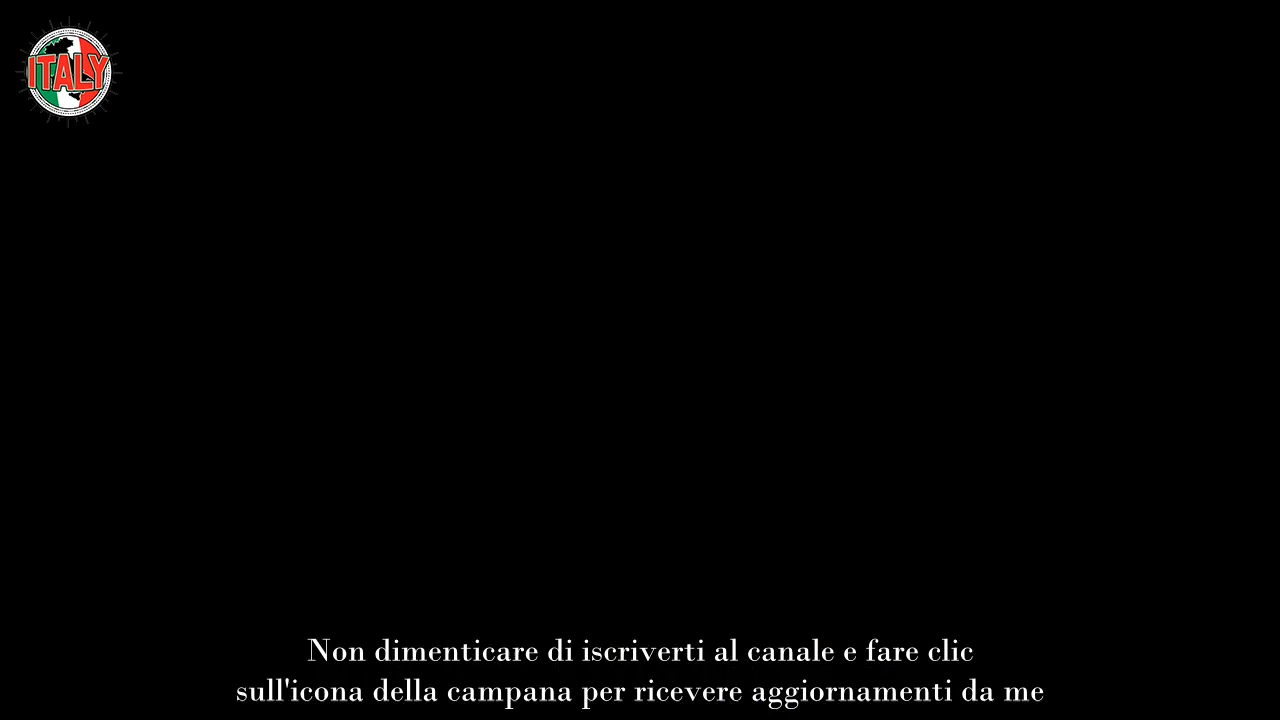 ITALY
Non dimenticare di iscriverti al canale e fare clic
sull'icona della campana per ricevere aggiornamenti da me